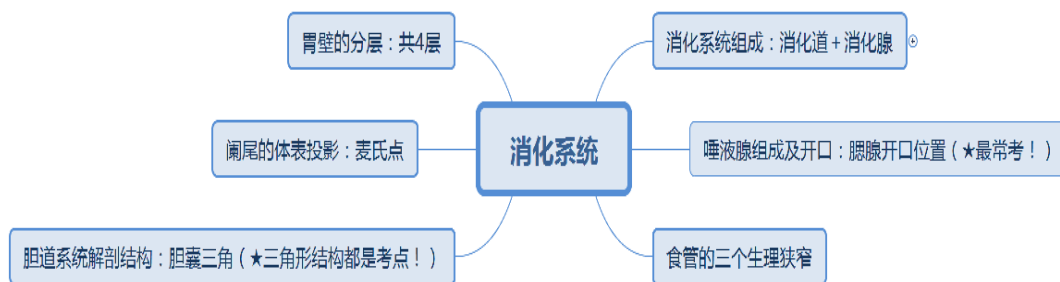 胃壁的分层：共4层
消化系统组成：消化道＋消化腺
消化系统
阑尾的体表投影：麦氏点
唾液腺组成及开口：腮腺开口位置（★最常考！）
胆道系统解剖结构：胆囊三角（★三角形结构都是考点！）
食管的三个生理狭窄